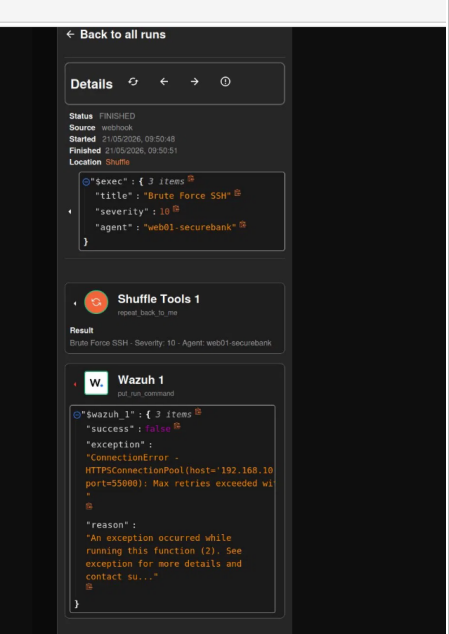 ← Back to all runs
Details
Status FINISHED
Source webhook
Started 21/05/2026, 09:50:48
Finished 21/05/2026, 09:50:51
Location Shuffle
"$exec" : { 3 items
"title" : "Brute Force SSH"
"severity" : 10
"agent" : "web01-securebank"
}
Shuffle Tools 1
repeat_back_to_me
Result
Brute Force SSH - Severity: 10 - Agent: web01-securebank
W.
Wazuh 1
put_run_command
"$wazuh_1" : { 3 items
"success" : false
"exception" :
"ConnectionError -
HTTPSConnectionPool(host='192.168.10
port=55000): Max retries exceeded wi
"
"reason" :
"An exception occurred while
running this function (2). See
exception for more details and
contact su..."
}